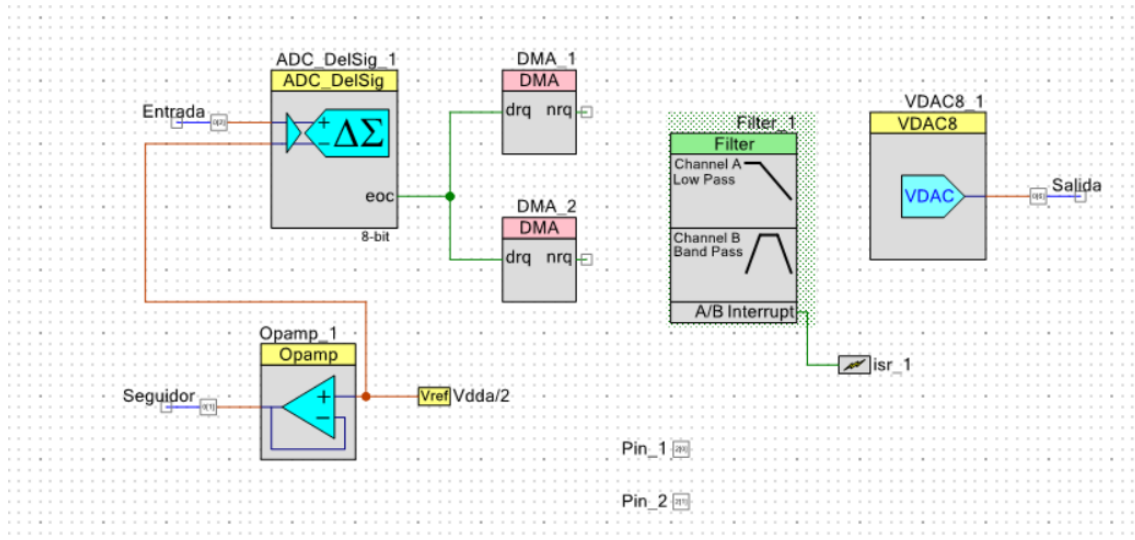 ADC_DelSig_1
ADC_DelSig
Entrada
+
−
ΔΣ
eoc
8-bit
DMA_1
DMA
drq nrq
DMA_2
DMA
drq nrq
Filter_1
Filter
Channel A
Low Pass
Channel B
Band Pass
A/B Interrupt
isr_1
VDAC8_1
VDAC8
VDAC
Salida
Opamp_1
Opamp
Seguidor
+
−
Vref Vdda/2
Pin_1
Pin_2